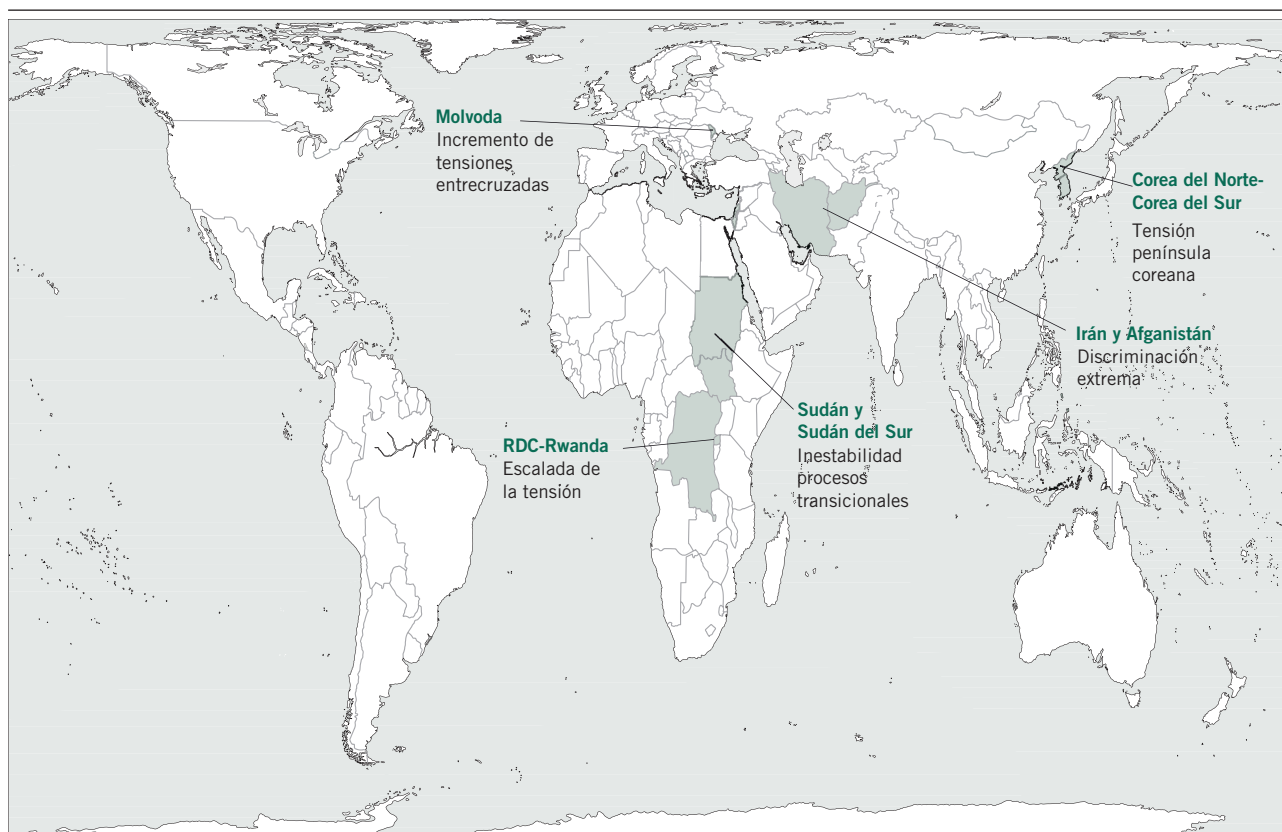 Molvoda
Incremento de
tensiones
entrecruzadas
Corea del Norte-
Corea del Sur
Tensión
península
coreana
Irán y Afganistán
Discriminación
extrema
Sudán y
Sudán del Sur
Inestabilidad
procesos
transicionales
RDC-Rwanda
Escalada de
la tensión